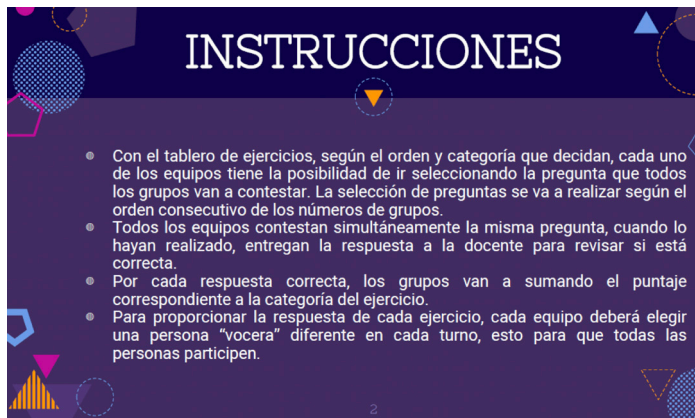 INSTRUCCIONES
Con el tablero de ejercicios, según el orden y categoría que decidan, cada uno
de los equipos tiene la posibilidad de ir seleccionando la pregunta que todos
los grupos van a contestar. La selección de preguntas se va a realizar según el
orden consecutivo de los números de grupos.
Todos los equipos contestan simultáneamente la misma pregunta, cuando lo
hayan realizado, entregan la respuesta a la docente para revisar si está
correcta.
Por cada respuesta correcta, los grupos van a sumando el puntaje
correspondiente a la categoría del ejercicio.
Para proporcionar la respuesta de cada ejercicio, cada equipo deberá elegir
una persona “vocera” diferente en cada turno, esto para que todas las
personas participen.
2